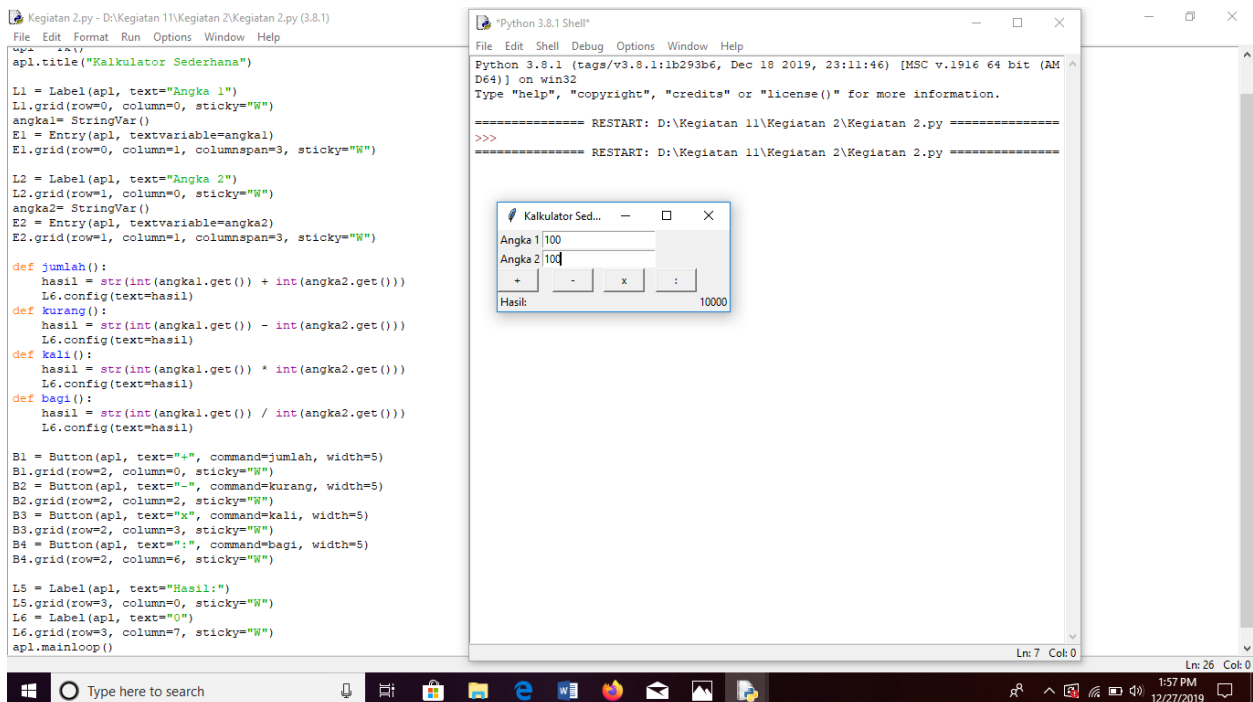 Kegiatan 2.py - D:\Kegiatan 11\Kegiatan 2\Kegiatan 2.py (3.8.1)
File Edit Format Run Options Window Help
apl = Tk()
apl.title("Kalkulator Sederhana")
L1 = Label(apl, text="Angka 1")
L1.grid(row=0, column=0, sticky="W")
angka1= StringVar()
E1 = Entry(apl, textvariable=angka1)
E1.grid(row=0, column=1, columnspan=3, sticky="W")
L2 = Label(apl, text="Angka 2")
L2.grid(row=1, column=0, sticky="W")
angka2= StringVar()
E2 = Entry(apl, textvariable=angka2)
E2.grid(row=1, column=1, columnspan=3, sticky="W")
def jumlah():
    hasil = str(int(angka1.get()) + int(angka2.get()))
    L6.config(text=hasil)
def kurang():
    hasil = str(int(angka1.get()) - int(angka2.get()))
    L6.config(text=hasil)
def kali():
    hasil = str(int(angka1.get()) * int(angka2.get()))
    L6.config(text=hasil)
def bagi():
    hasil = str(int(angka1.get()) / int(angka2.get()))
    L6.config(text=hasil)
B1 = Button(apl, text="+", command=jumlah, width=5)
B1.grid(row=2, column=0, sticky="W")
B2 = Button(apl, text="-", command=kurang, width=5)
B2.grid(row=2, column=2, sticky="W")
B3 = Button(apl, text="x", command=kali, width=5)
B3.grid(row=2, column=3, sticky="W")
B4 = Button(apl, text=":", command=bagi, width=5)
B4.grid(row=2, column=6, sticky="W")
L5 = Label(apl, text="Hasil:")
L5.grid(row=3, column=0, sticky="W")
L6 = Label(apl, text="0")
L6.grid(row=3, column=7, sticky="W")
apl.mainloop()
*Python 3.8.1 Shell*
File Edit Shell Debug Options Window Help
Python 3.8.1 (tags/v3.8.1:1b293b6, Dec 18 2019, 23:11:46) [MSC v.1916 64 bit (AM
D64)] on win32
Type "help", "copyright", "credits" or "license()" for more information.
=============== RESTART: D:\Kegiatan 11\Kegiatan 2\Kegiatan 2.py ===============
>>>
=============== RESTART: D:\Kegiatan 11\Kegiatan 2\Kegiatan 2.py ===============
Kalkulator Sed...
Angka 1 100
Angka 2 100
+ - x :
Hasil: 10000
Ln: 7 Col: 0
Ln: 26 Col: 0
Type here to search
1:57 PM
12/27/2019